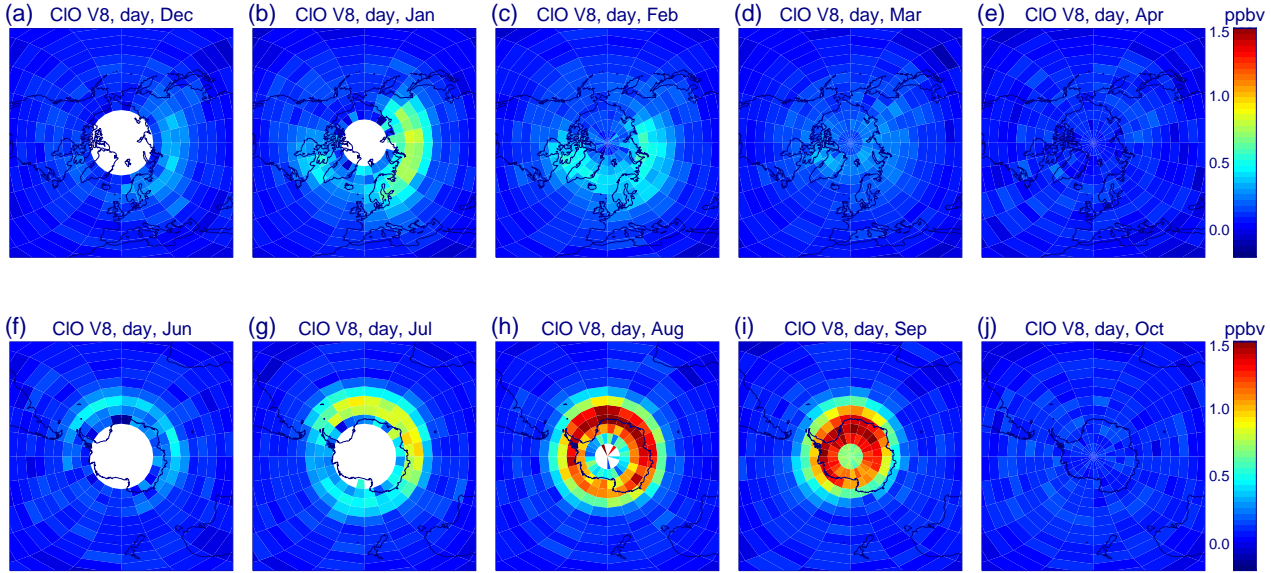 (a) ClO V8, day, Dec
(b) ClO V8, day, Jan
(c) ClO V8, day, Feb
(d) ClO V8, day, Mar
(e) ClO V8, day, Apr
ppbv
1.5
1.0
0.5
0.0
(f) ClO V8, day, Jun
(g) ClO V8, day, Jul
(h) ClO V8, day, Aug
(i) ClO V8, day, Sep
(j) ClO V8, day, Oct
ppbv
1.5
1.0
0.5
0.0